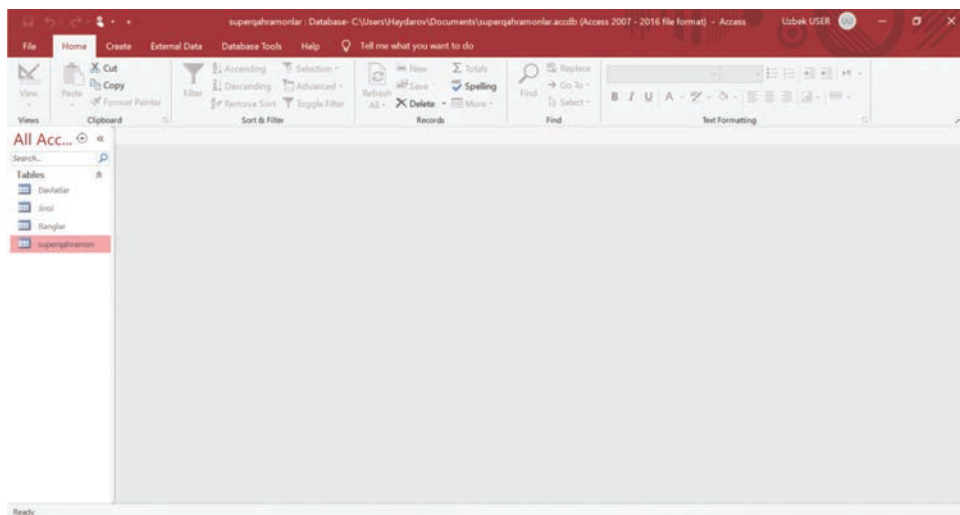 superqahramonlar : Database- C:\Users\Haydarov\Documents\superqahramonlar.accdb (Access 2007 - 2016 file format) - Access
Uzbek USER
UU
File Home Create External Data Database Tools Help Tell me what you want to do
View
Paste
Cut
Copy
Format Painter
Filter
Ascending
Descending
Remove Sort
Selection
Advanced
Toggle Filter
Refresh All
New
Save
Delete
Totals
Spelling
More
Find
Replace
Go To
Select
B I U A
Views Clipboard Sort & Filter Records Find Text Formatting
All Acc...
Search...
Tables
Davlatlar
Jinsi
Ranglar
superqahramon
Ready